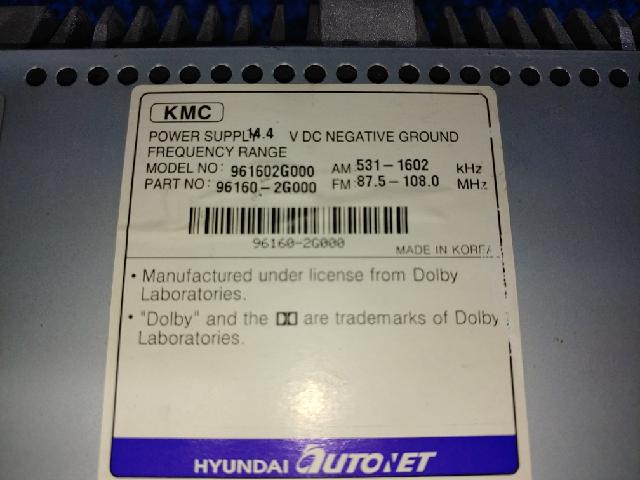 KMC
POWER SUPPLY 14.4 V DC NEGATIVE GROUND
FREQUENCY RANGE
MODEL NO: 961602G000 AM: 531-1602 kHz
PART NO: 96160-2G000 FM: 87.5-108.0 MHz
96160-2G000
MADE IN KOREA
• Manufactured under license from Dolby
Laboratories.
• "Dolby" and the are trademarks of Dolby
Laboratories.
HYUNDAI AUTONET